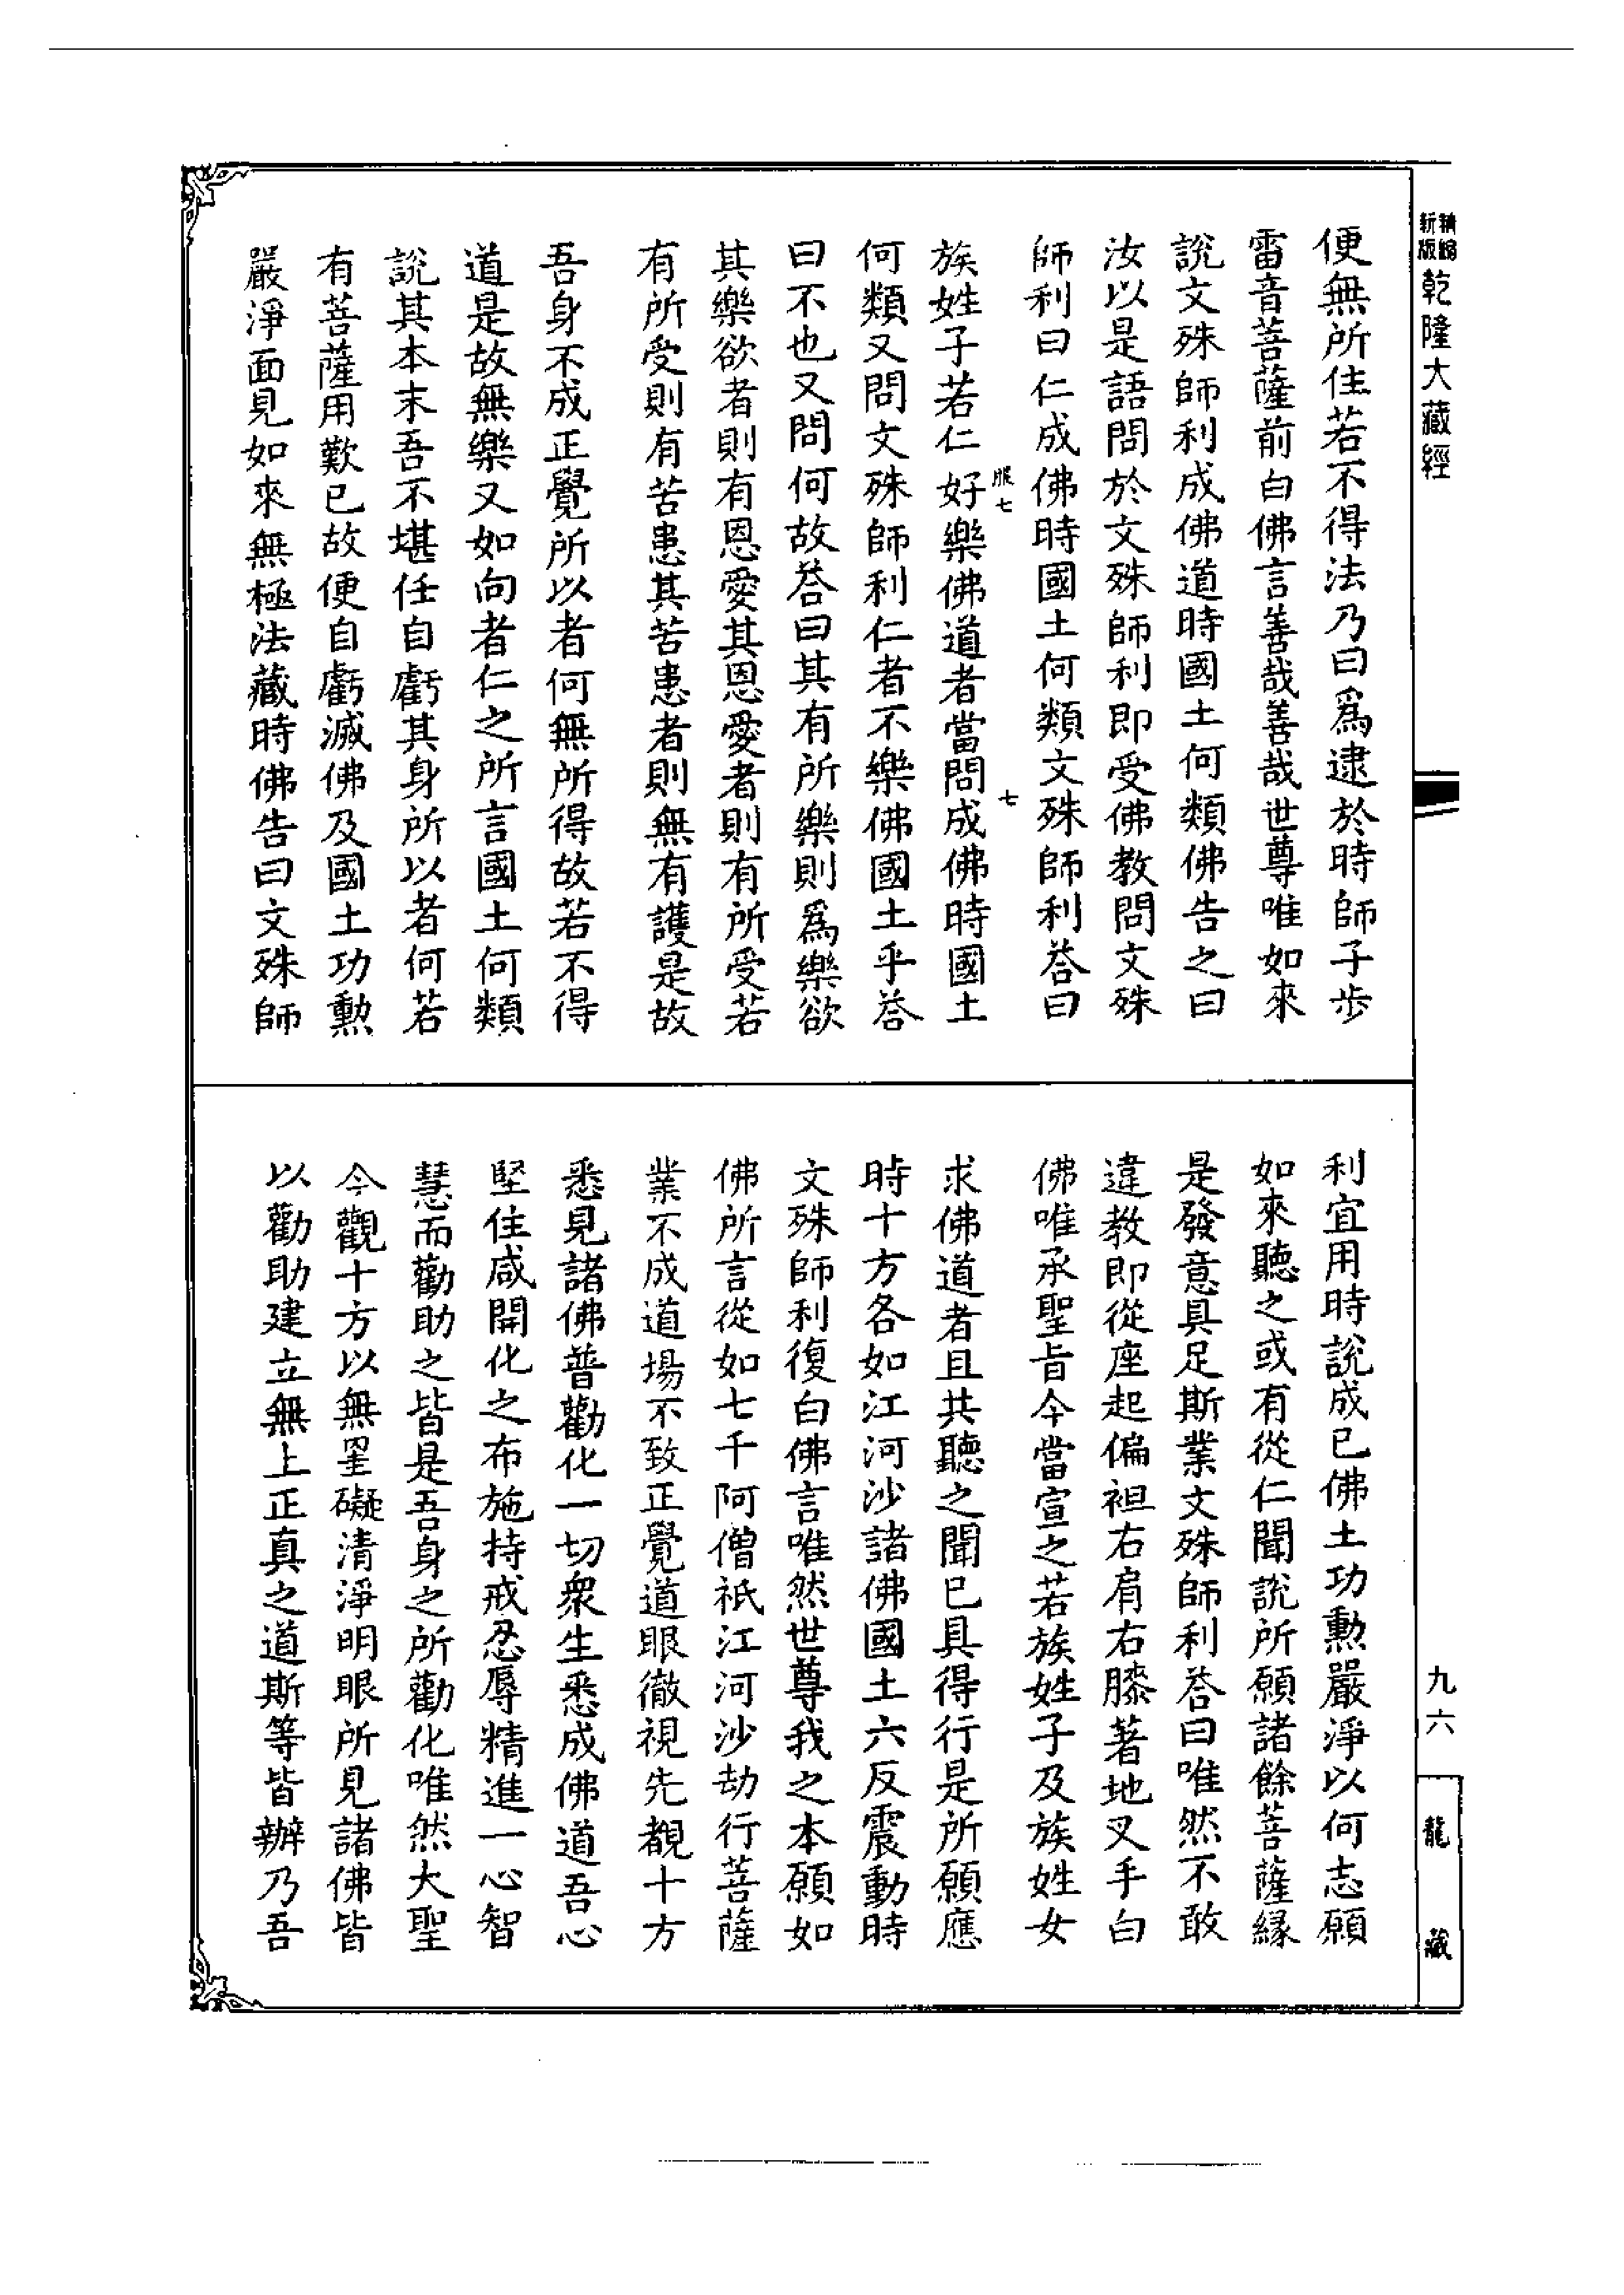 新版精縮乾隆大藏經
便無所住若不得法乃曰爲逮於時師子步
雷音菩薩前白佛言善哉善哉世尊唯如來
說文殊師利成佛道時國土何類佛告之曰
汝以是語問於文殊師利即受佛教問文殊
師利曰仁成佛時國土何類文殊師利荅曰
服七 七
族姓子若仁好樂佛道者當問成佛時國土
何類又問文殊師利仁者不樂佛國土乎荅
曰不也又問何故荅曰其有所樂則爲樂欲
其樂欲者則有恩愛其恩愛者則有所受若
有所受則有苦患其苦患者則無有護是故
吾身不成正覺所以者何無所得故若不得
道是故無樂又如向者仁之所言國土何類
說其本末吾不堪任自虧其身所以者何若
有菩薩用歎已故便自虧滅佛及國土功勲
嚴淨面見如來無極法藏時佛告曰文殊師
利宜用時說成已佛土功勲嚴淨以何志願
如來聽之或有從仁聞說所願諸餘菩薩緣
是發意具足斯業文殊師利荅曰唯然不敢
違教即從座起偏袒右肩右膝著地叉手白
佛唯承聖旨今當宣之若族姓子及族姓女
求佛道者且共聽之聞已具得行是所願應
時十方各如江河沙諸佛國土六反震動時
文殊師利復白佛言唯然世尊我之本願如
佛所言從如七千阿僧祇江河沙劫行菩薩
業不成道場不致正覺道眼徹視先覩十方
悉見諸佛普勸化一切衆生悉成佛道吾心
堅住咸開化之布施持戒忍辱精進一心智
慧而勸助之皆是吾身之所勸化唯然大聖
今觀十方以無罣礙清淨明眼所見諸佛皆
以勸助建立無上正真之道斯等皆辦乃吾
九六
龍藏